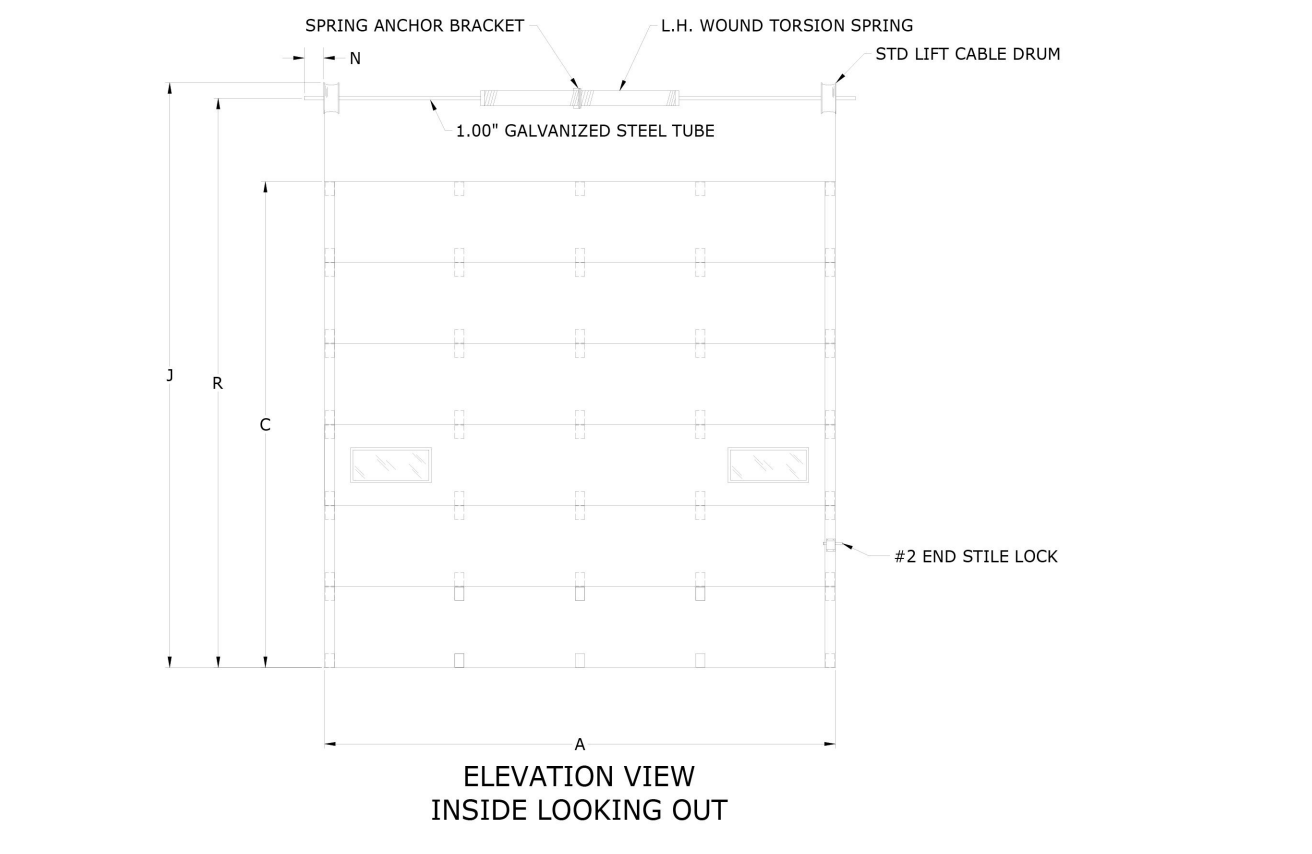 SPRING ANCHOR BRACKET
L.H. WOUND TORSION SPRING
N
STD LIFT CABLE DRUM
1.00" GALVANIZED STEEL TUBE
J
R
C
#2 END STILE LOCK
A
ELEVATION VIEW
INSIDE LOOKING OUT